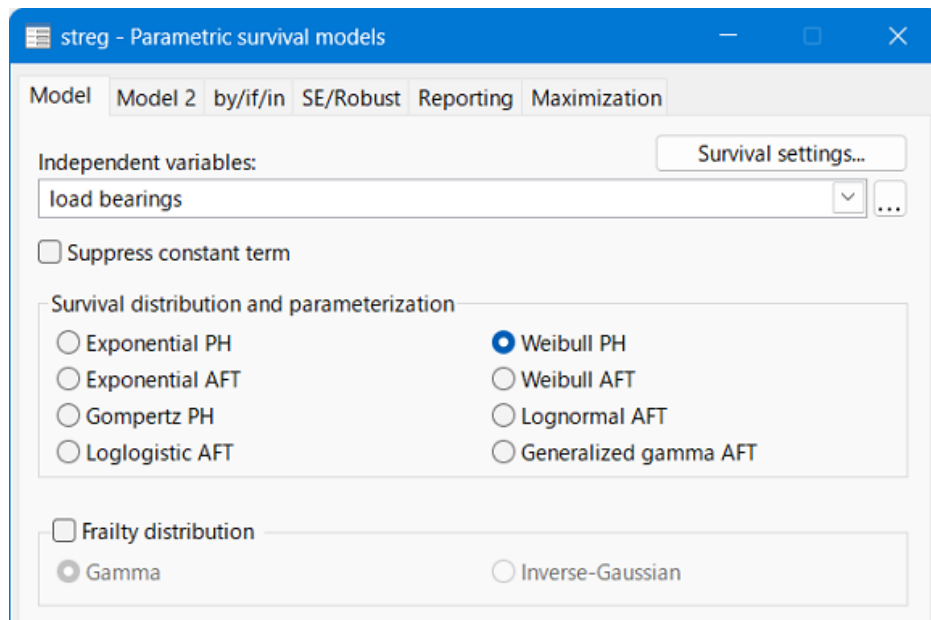 streg - Parametric survival models
Model Model 2 by/if/in SE/Robust Reporting Maximization
Independent variables:
Survival settings...
load bearings
...
Suppress constant term
Survival distribution and parameterization
Exponential PH Weibull PH
Exponential AFT Weibull AFT
Gompertz PH Lognormal AFT
Loglogistic AFT Generalized gamma AFT
Frailty distribution
Gamma Inverse-Gaussian